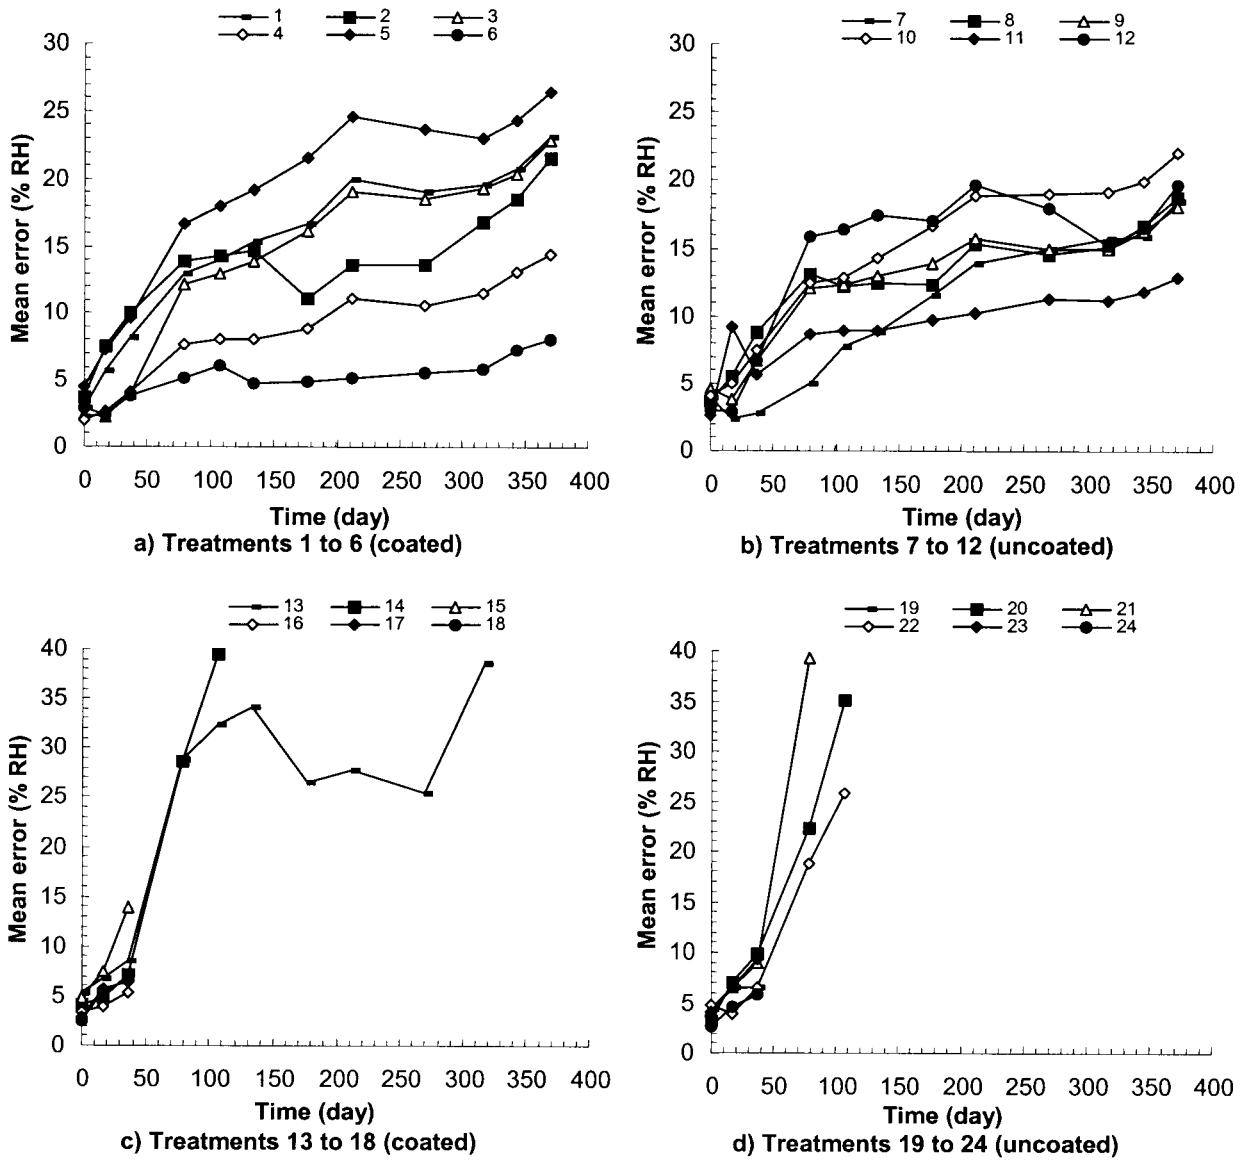 1 2 3
4 5 6
30
25
20
15
10
5
0
Mean error (% RH)
0 50 100 150 200 250 300 350 400
Time (day)
a) Treatments 1 to 6 (coated)
7 8 9
10 11 12
30
25
20
15
10
5
0
Mean error (% RH)
0 50 100 150 200 250 300 350 400
Time (day)
b) Treatments 7 to 12 (uncoated)
13 14 15
16 17 18
40
35
30
25
20
15
10
5
0
Mean error (% RH)
0 50 100 150 200 250 300 350 400
Time (day)
c) Treatments 13 to 18 (coated)
19 20 21
22 23 24
40
35
30
25
20
15
10
5
0
Mean error (% RH)
0 50 100 150 200 250 300 350 400
Time (day)
d) Treatments 19 to 24 (uncoated)